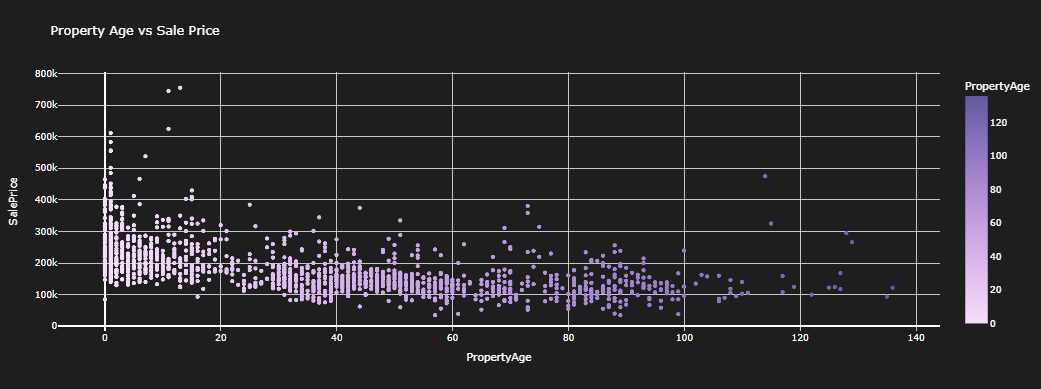 Property Age vs Sale Price
PropertyAge
800k
700k
600k
500k
400k
300k
200k
100k
0
SalePrice
120
100
80
60
40
20
0
0 20 40 60 80 100 120 140
PropertyAge